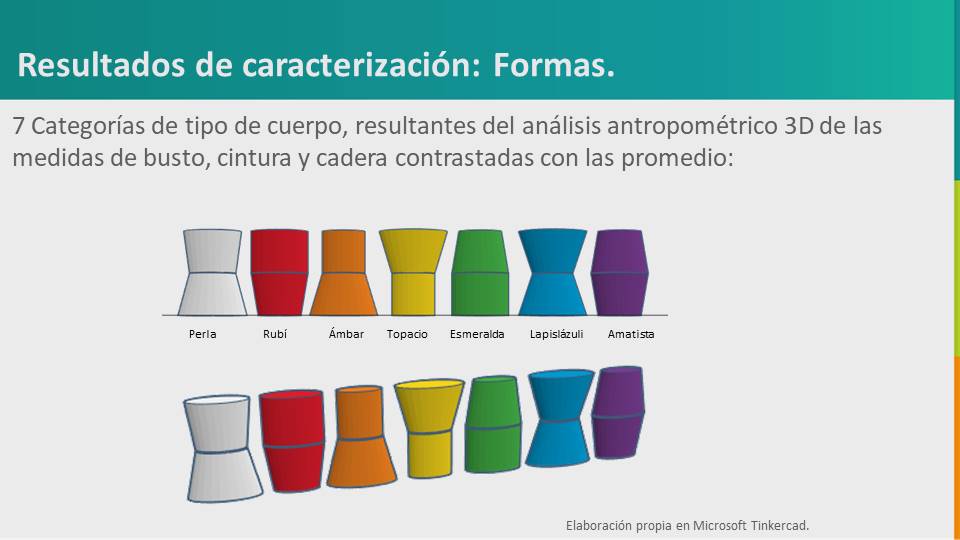 Resultados de caracterización: Formas.
7 Categorías de tipo de cuerpo, resultantes del análisis antropométrico 3D de las
medidas de busto, cintura y cadera contrastadas con las promedio:
Perla Rubí Ámbar Topacio Esmeralda Lapislázuli Amatista
Elaboración propia en Microsoft Tinkercad.